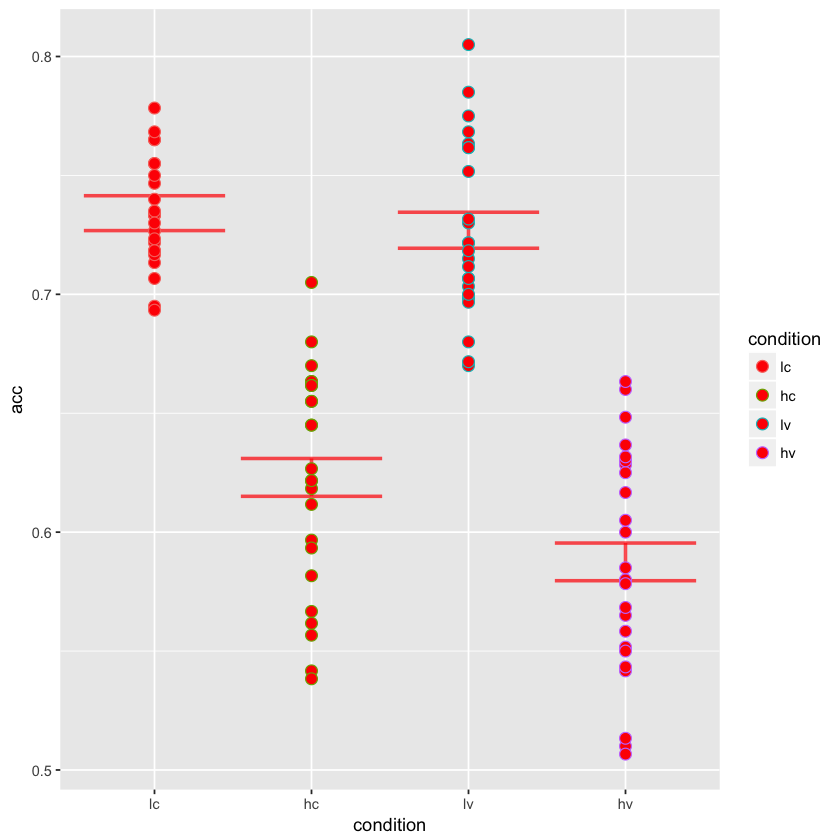 acc
0.8
0.7
0.6
0.5
lc hc lv hv
condition
condition
lc
hc
lv
hv